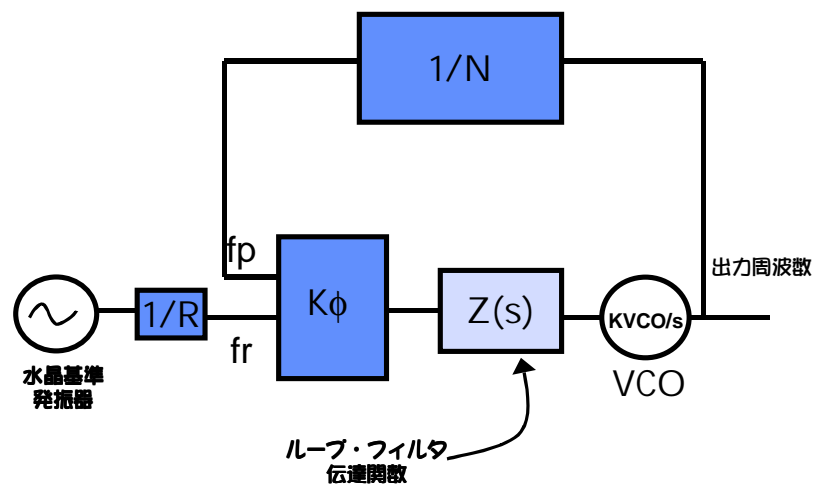 1/N
fp
出力周波数
Kϕ
Z(s)
1/R
KVCO/s
fr
VCO
水晶基準
発振器
ループ・フィルタ
伝達関数